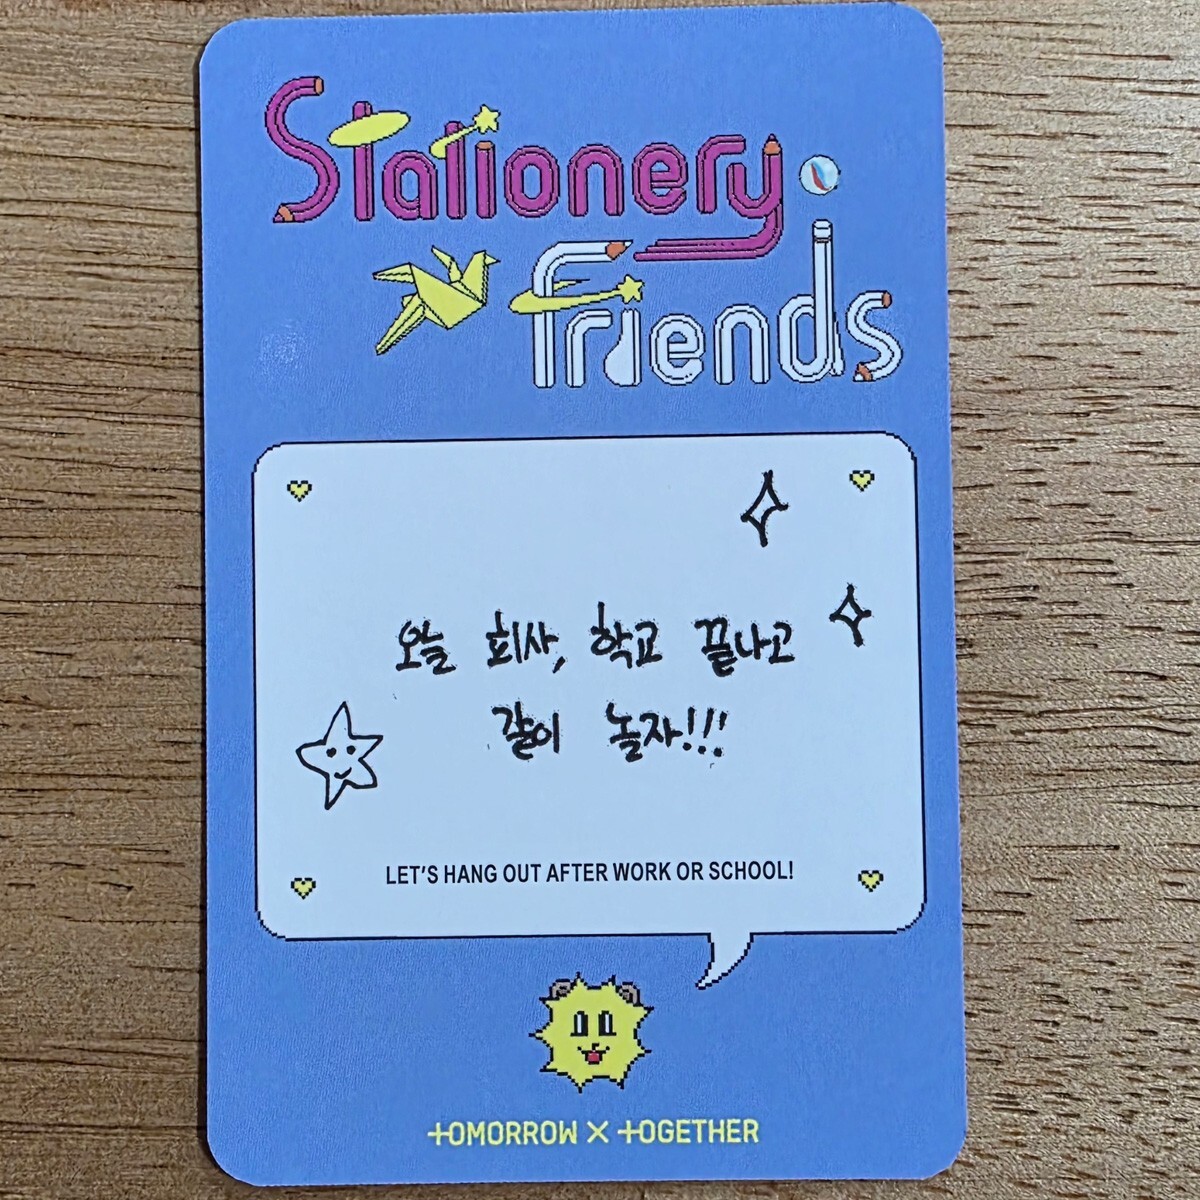 Stationery
Friends
오늘 회사, 학교 끝나고
같이 놀자!!!
LET'S HANG OUT AFTER WORK OR SCHOOL!
TOMORROW X TOGETHER